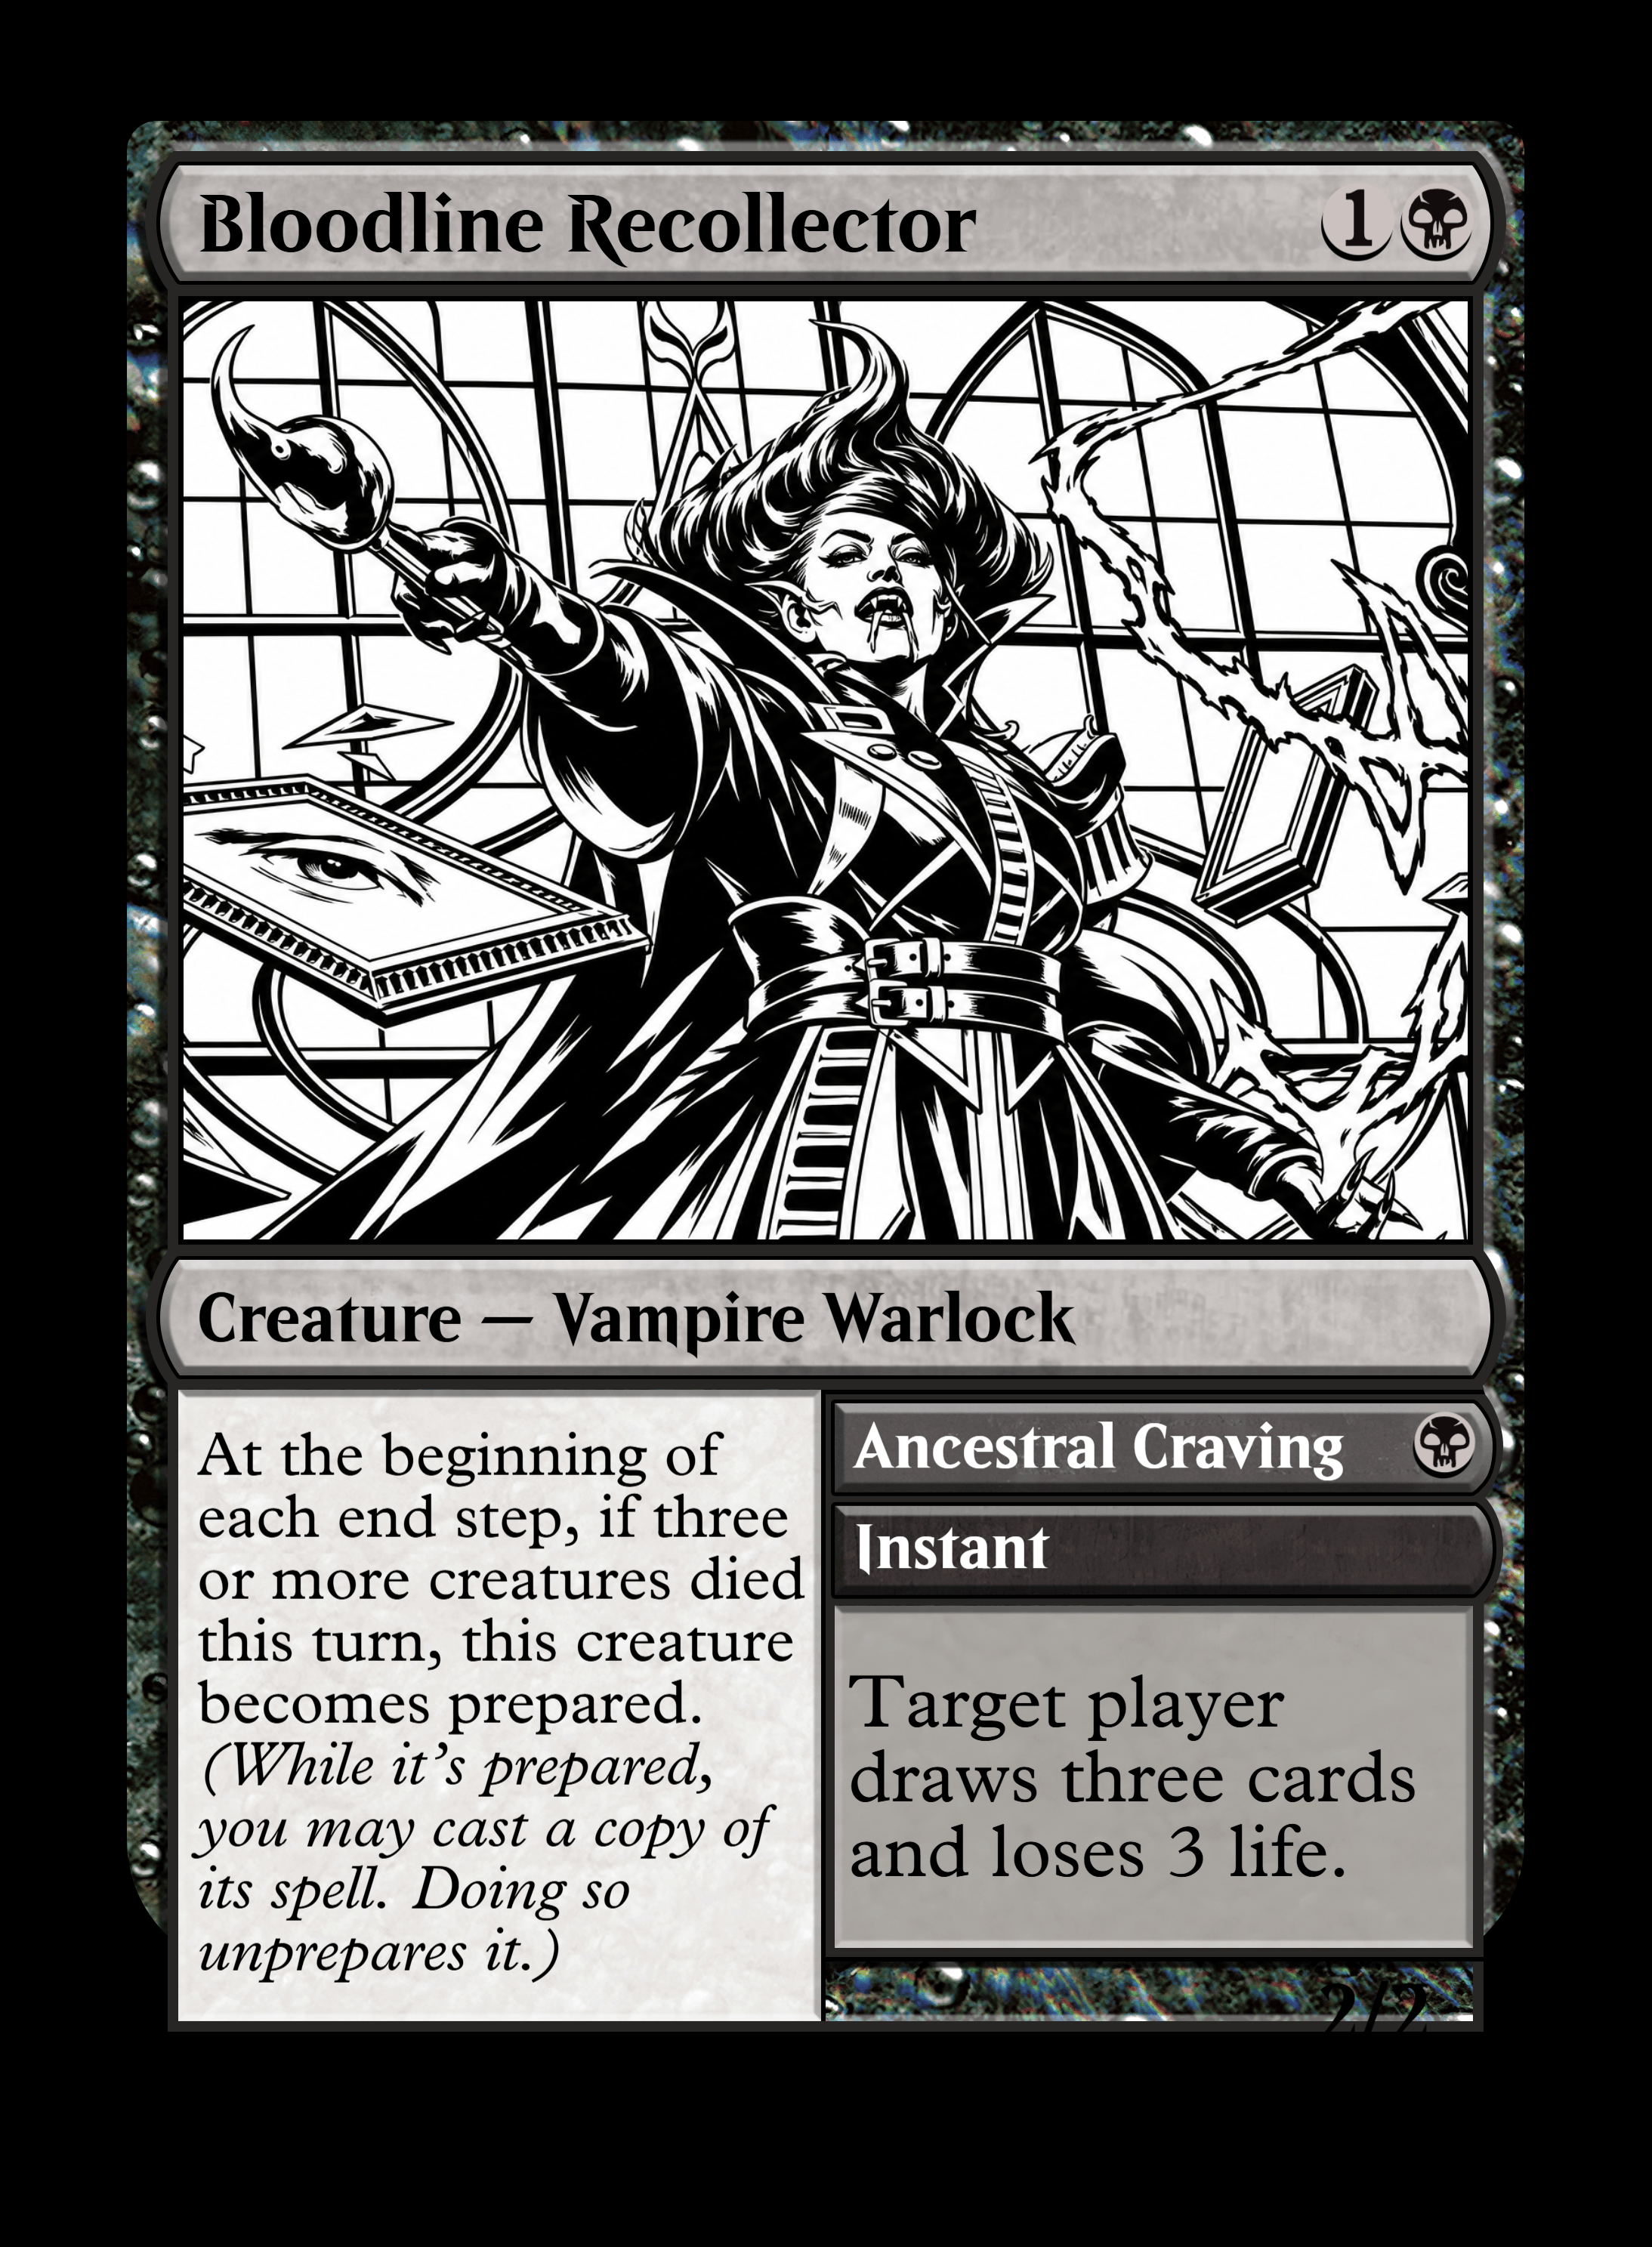 Bloodline Recollector 1
Creature — Vampire Warlock
At the beginning of
each end step, if three
or more creatures died
this turn, this creature
becomes prepared.
(While it's prepared,
you may cast a copy of
its spell. Doing so
unprepares it.)
Ancestral Craving
Instant
Target player
draws three cards
and loses 3 life.
2/2